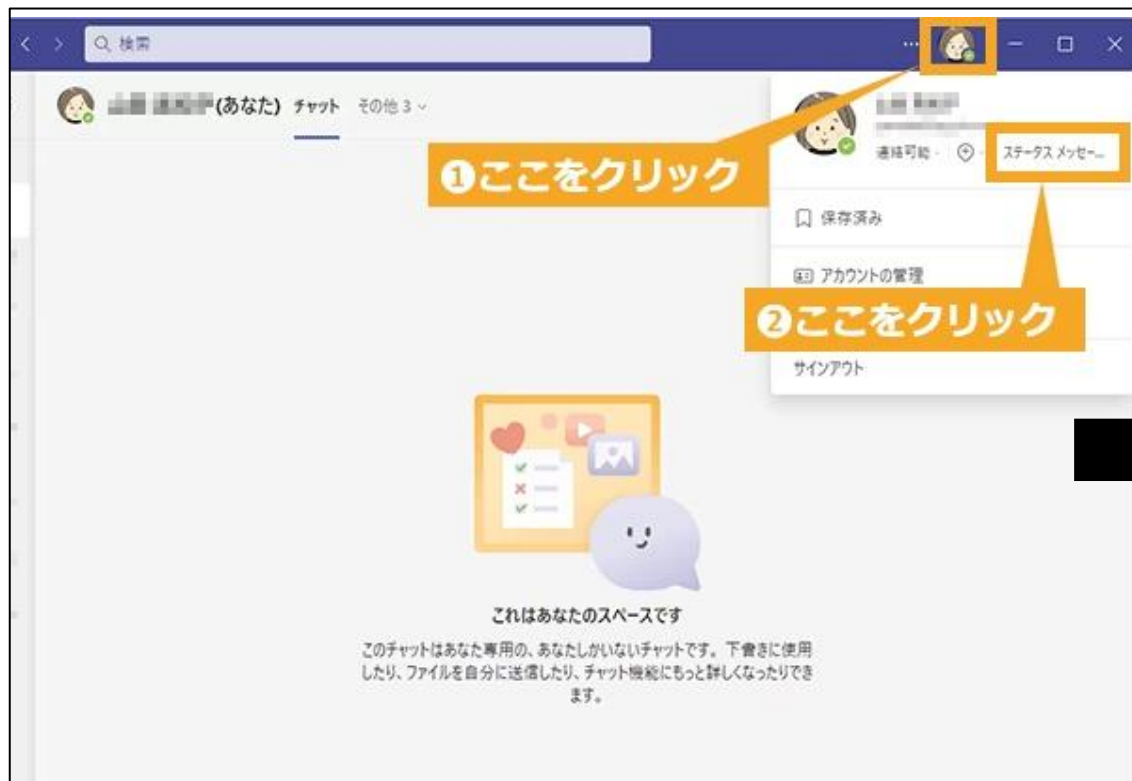 検索
(あなた) チャット その他 3
❶ここをクリック
連絡可能
ステータス メッセー...
保存済み
アカウントの管理
❷ここをクリック
サインアウト
これはあなたのスペースです
このチャットはあなた専用の、あなたしかいないチャットです。下書きに使用
したり、ファイルを自分に送信したり、チャット機能にもっと詳しくなったりでき
ます。